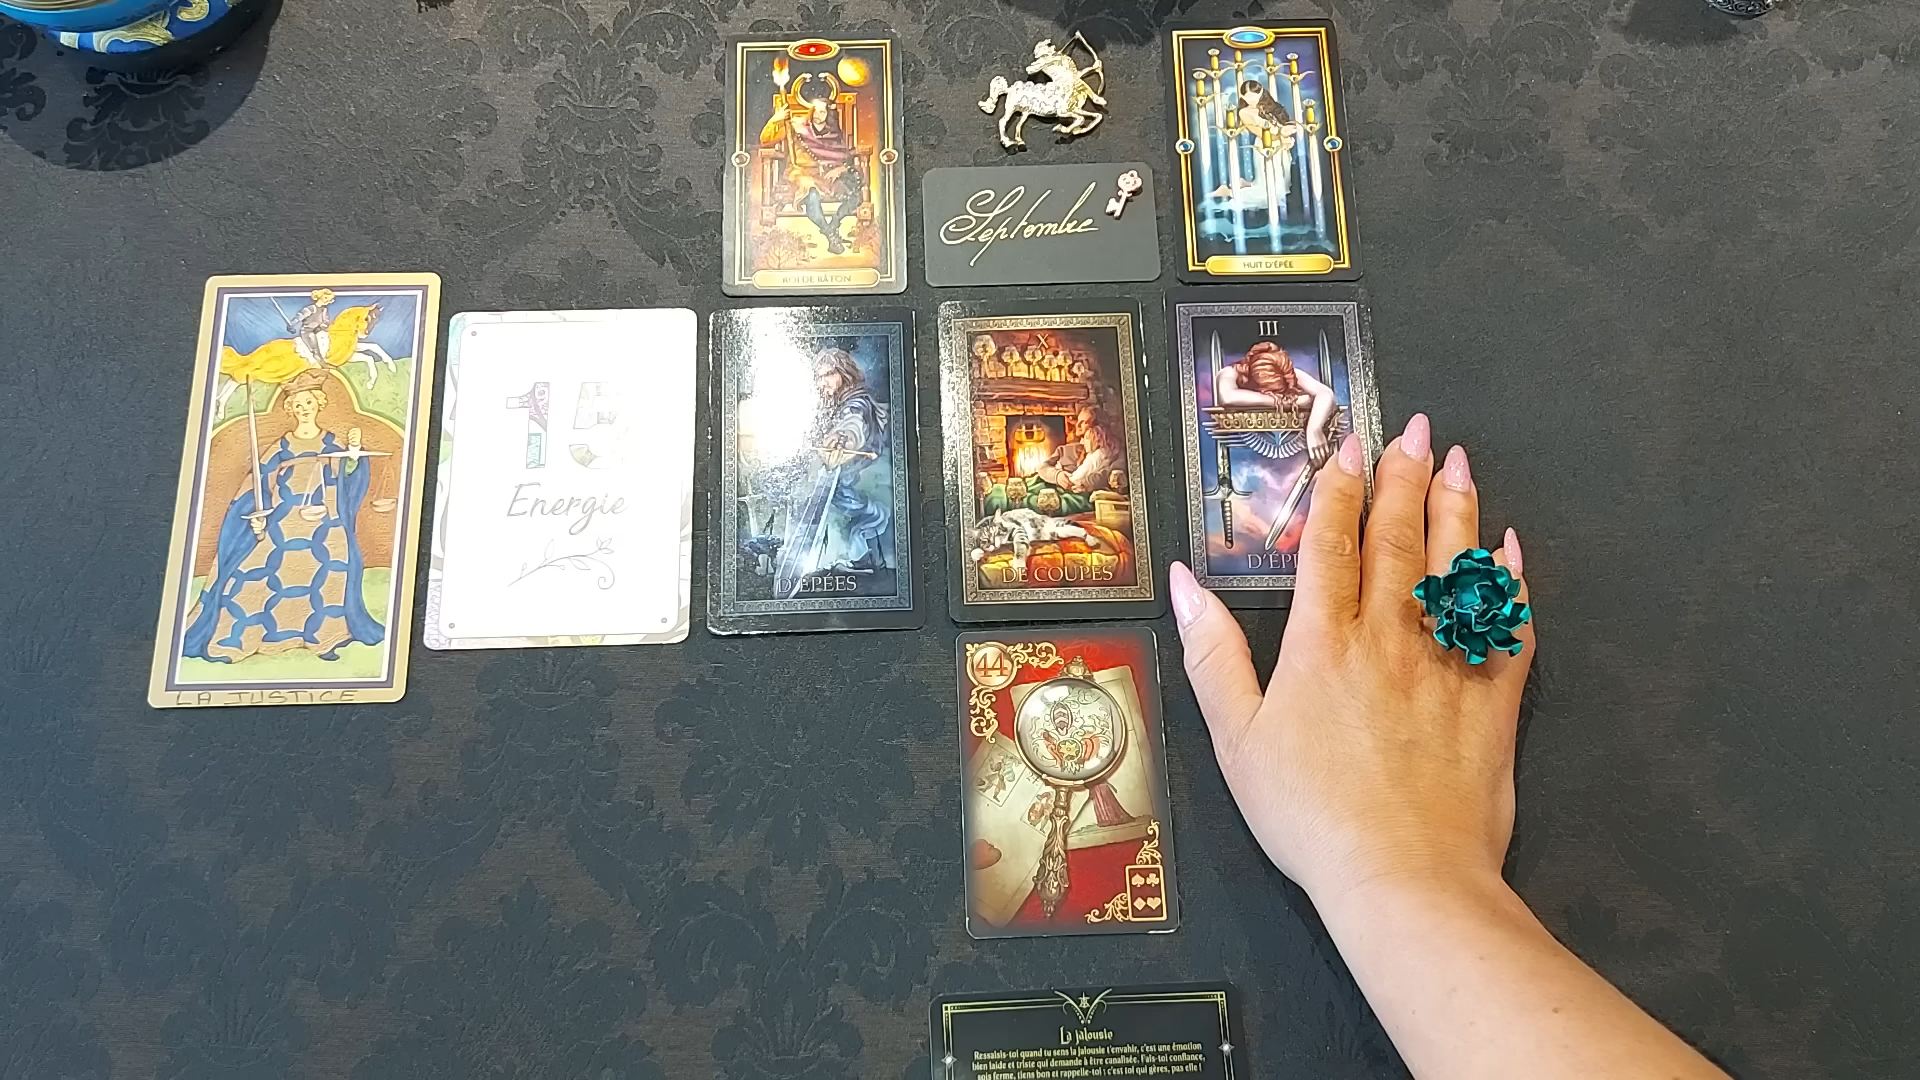 ROI DE BÂTON
Septembre
HUIT D'ÉPÉE
LA JUSTICE
15
Energie
D'ÉPÉES
X
DE COUPES
III
D'ÉPÉ
44
La jalousie
Ressaisis-toi quand tu sens la jalousie t'envahir, c'est une émotion
bien laide et triste qui demande à être canalisée. Fais-toi confiance,
sois ferme, tiens bon et rappelle-toi : c'est toi qui gères, pas elle !